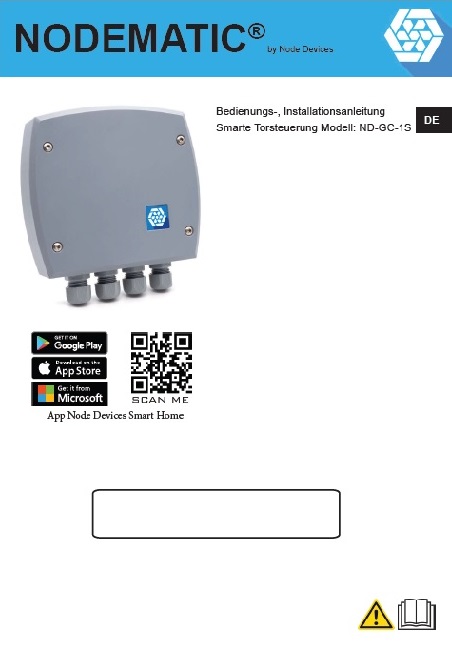 NODEMATIC® by Node Devices
Bedienungs-, Installationsanleitung
Smarte Torsteuerung Modell: ND-GC-1S
DE
GET IT ON
Google Play
Download on the
App Store
Get it from
Microsoft
SCAN ME
App Node Devices Smart Home